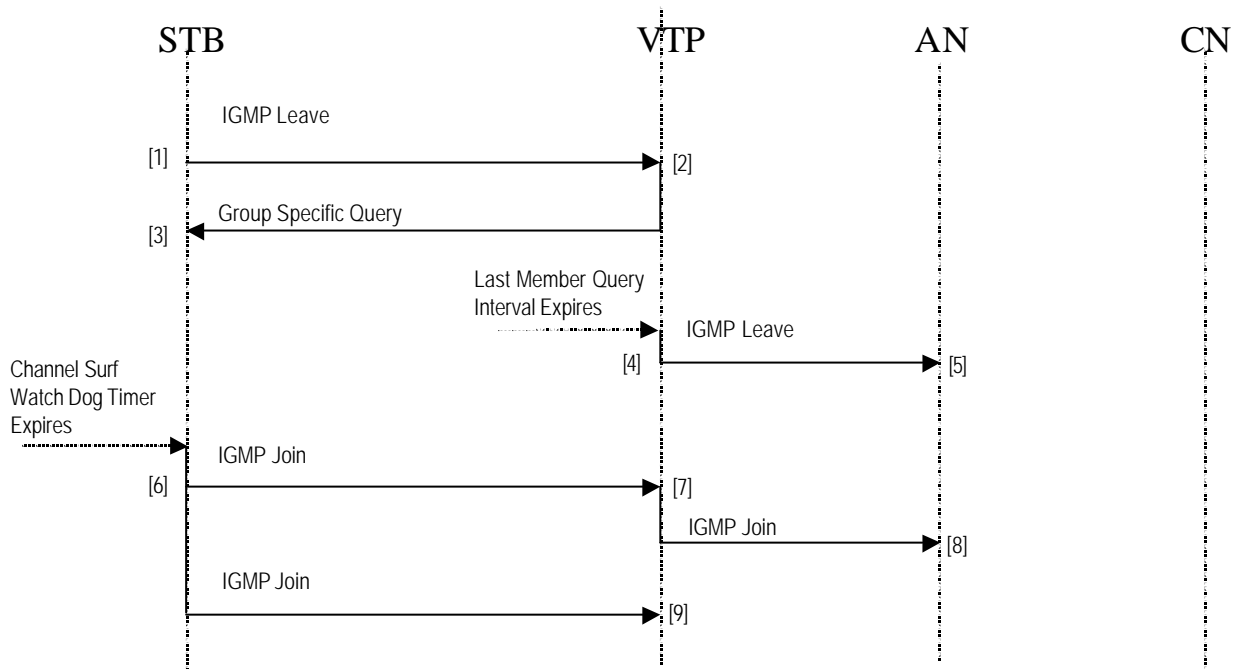 STB VTP AN CN
IGMP Leave
[1] [2]
Group Specific Query
[3]
Last Member Query
Interval Expires
IGMP Leave
[4] [5]
Channel Surf
Watch Dog Timer
Expires
IGMP Join
[6] [7]
IGMP Join
[8]
IGMP Join
[9]